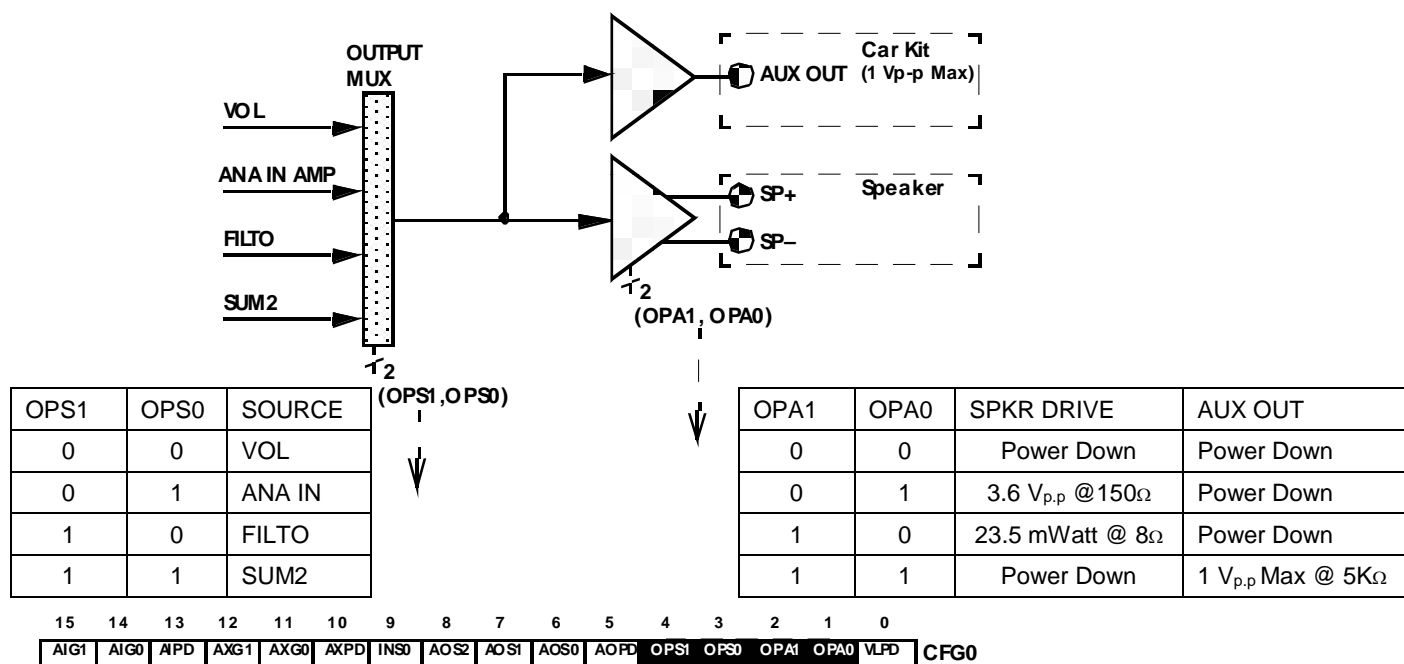 OUTPUT
MUX
VOL
ANA IN AMP
FILTO
SUM2
2
(OPS1,OPS0)
Car Kit
AUX OUT (1 Vp-p Max)
SP+ Speaker
SP–
2
(OPA1, OPA0)
OPS1 OPS0 SOURCE
0 0 VOL
0 1 ANA IN
1 0 FILTO
1 1 SUM2
OPA1 OPA0 SPKR DRIVE AUX OUT
0 0 Power Down Power Down
0 1 3.6 Vp.p @150Ω Power Down
1 0 23.5 mWatt @ 8Ω Power Down
1 1 Power Down 1 Vp.p Max @ 5KΩ
15 14 13 12 11 10 9 8 7 6 5 4 3 2 1 0
AIG1 AIG0 AIPD AXG1 AXG0 AXPD INS0 AOS2 AOS1 AOS0 AOPD OPS1 OPS0 OPA1 OPA0 VLPD CFG0